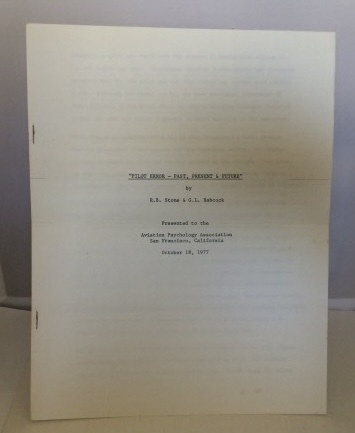 "PILOT ERROR - PAST, PRESENT & FUTURE"
by
R.B. Stone & G.L. Babcock
Presented to the
Aviation Psychology Association
San Francisco, California
October 18, 1977